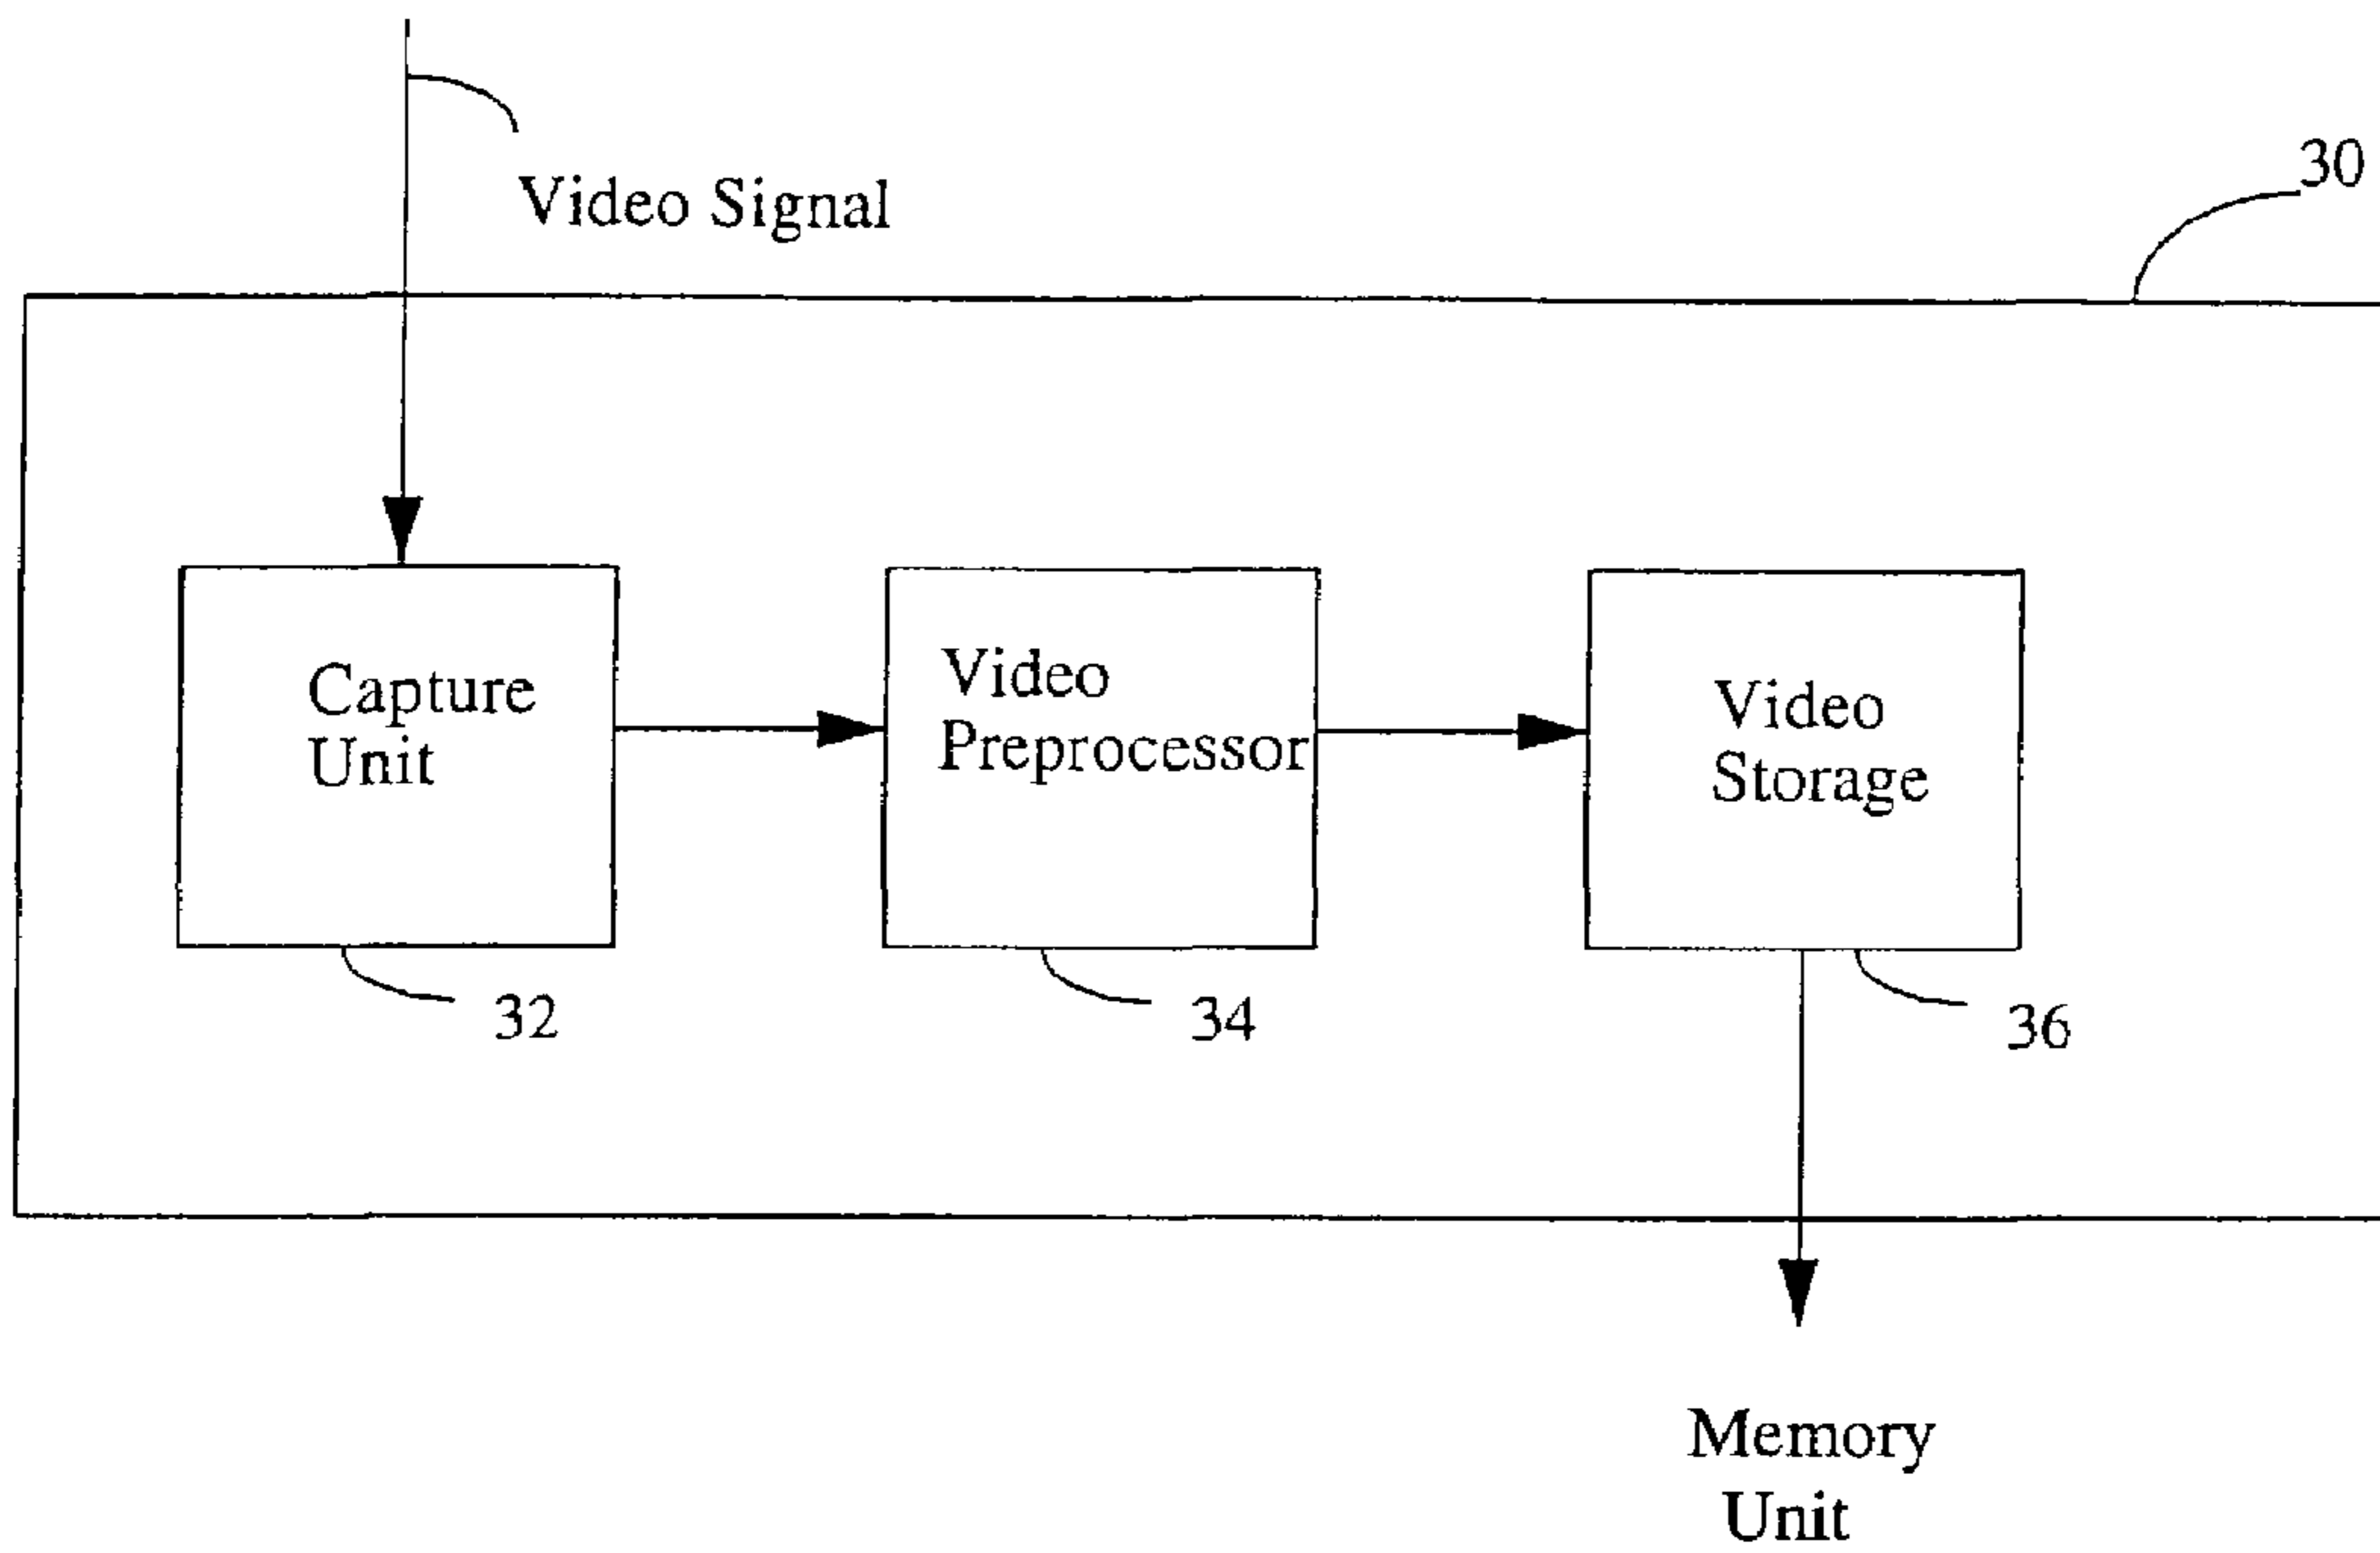 30
Video Signal
Capture
Unit
Video
Preprocessor
Video
Storage
32
34
36
Memory
Unit